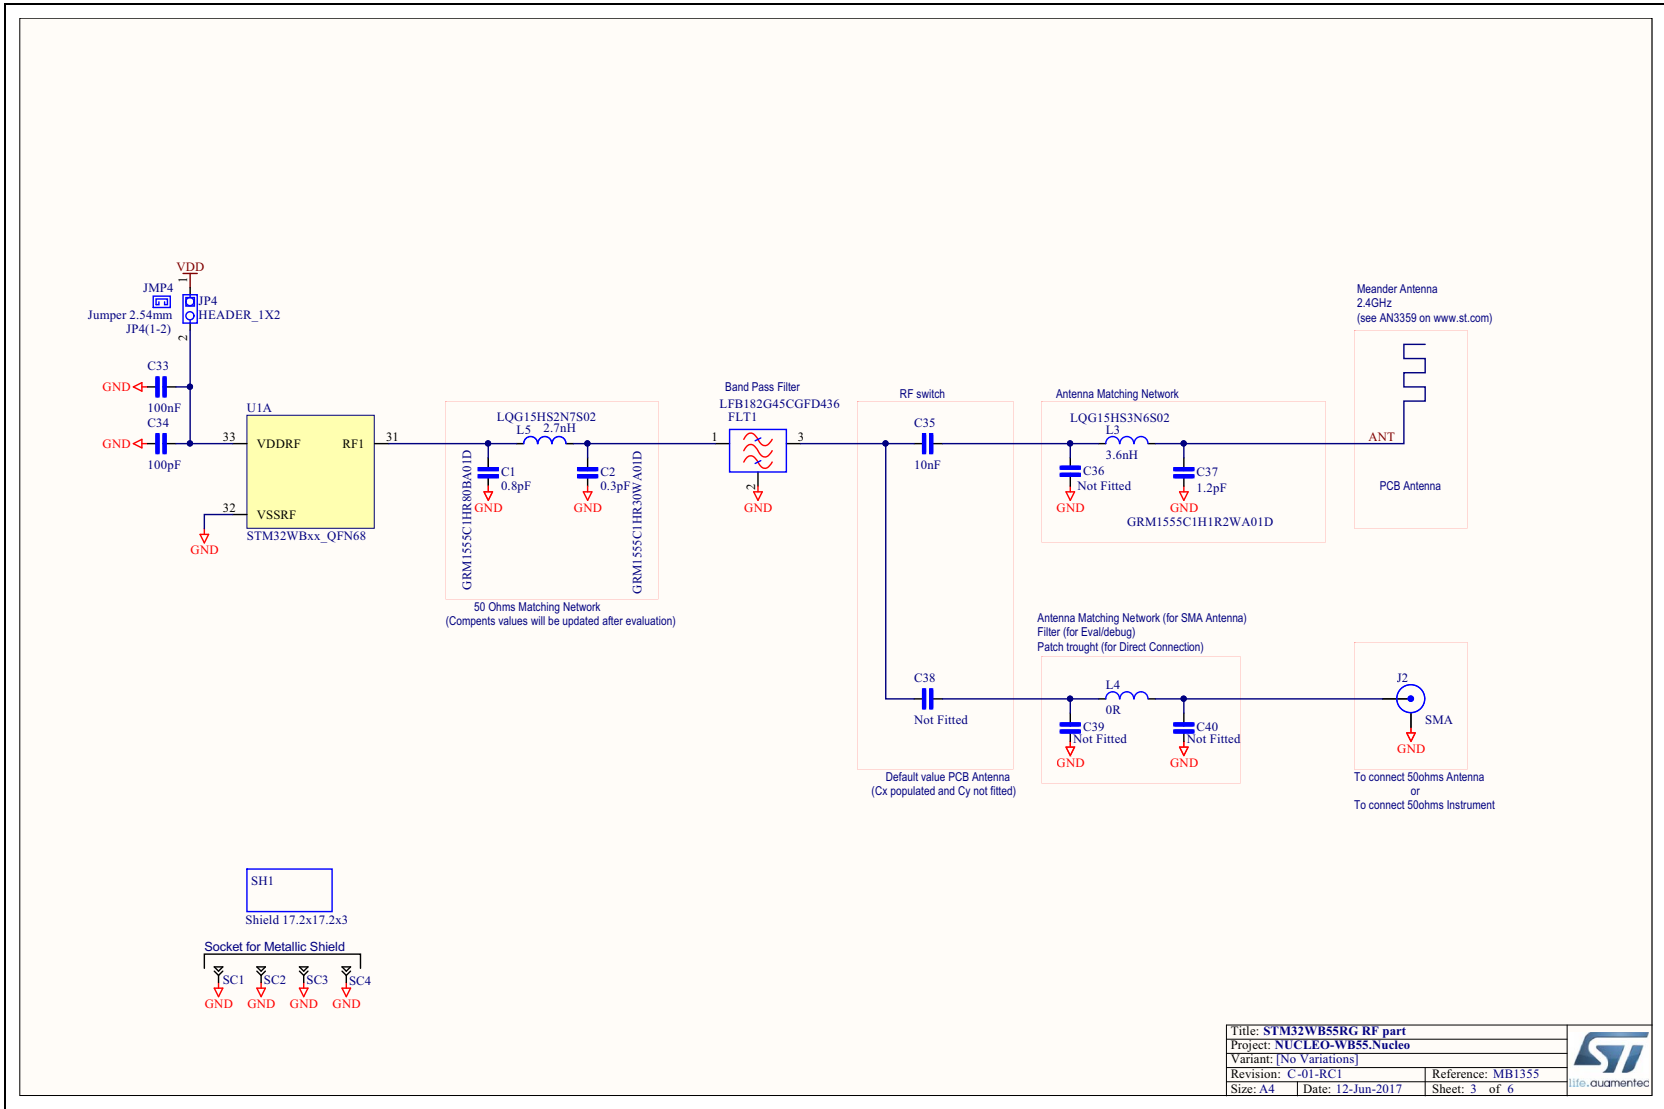 VDD
1
JMP4
JP4
Jumper 2.54mm
HEADER_1X2
JP4(1-2)
2
C33
GND
100nF
C34
GND
100pF
U1A
33
VDDRF
RF1
31
32
VSSRF
GND
STM32WBxx_QFN68
LQG15HS2N7S02
L5
2.7nH
C1
0.8pF
GND
GRM1555C1HR80BA01D
C2
0.3pF
GND
GRM1555C1HR30WA01D
50 Ohms Matching Network
(Compents values will be updated after evaluation)
Band Pass Filter
LFB182G45CGFD436
FLT1
1
3
2
GND
RF switch
C35
10nF
C38
Not Fitted
Default value PCB Antenna
(Cx populated and Cy not fitted)
Antenna Matching Network
LQG15HS3N6S02
L3
3.6nH
C36
Not Fitted
GND
C37
1.2pF
GND
GRM1555C1H1R2WA01D
Meander Antenna
2.4GHz
(see AN3359 on www.st.com)
ANT
PCB Antenna
Antenna Matching Network (for SMA Antenna)
Filter (for Eval/debug)
Patch trought (for Direct Connection)
L4
0R
C39
Not Fitted
GND
C40
Not Fitted
GND
J2
SMA
GND
To connect 50ohms Antenna
or
To connect 50ohms Instrument
SH1
Shield 17.2x17.2x3
Socket for Metallic Shield
SC1
SC2
SC3
SC4
GND
GND
GND
GND
Title: STM32WB55RG RF part
Project: NUCLEO-WB55.Nucleo
Variant: [No Variations]
Revision: C-01-RC1
Reference: MB1355
Size: A4
Date: 12-Jun-2017
Sheet: 3 of 6
ST
life.augmented